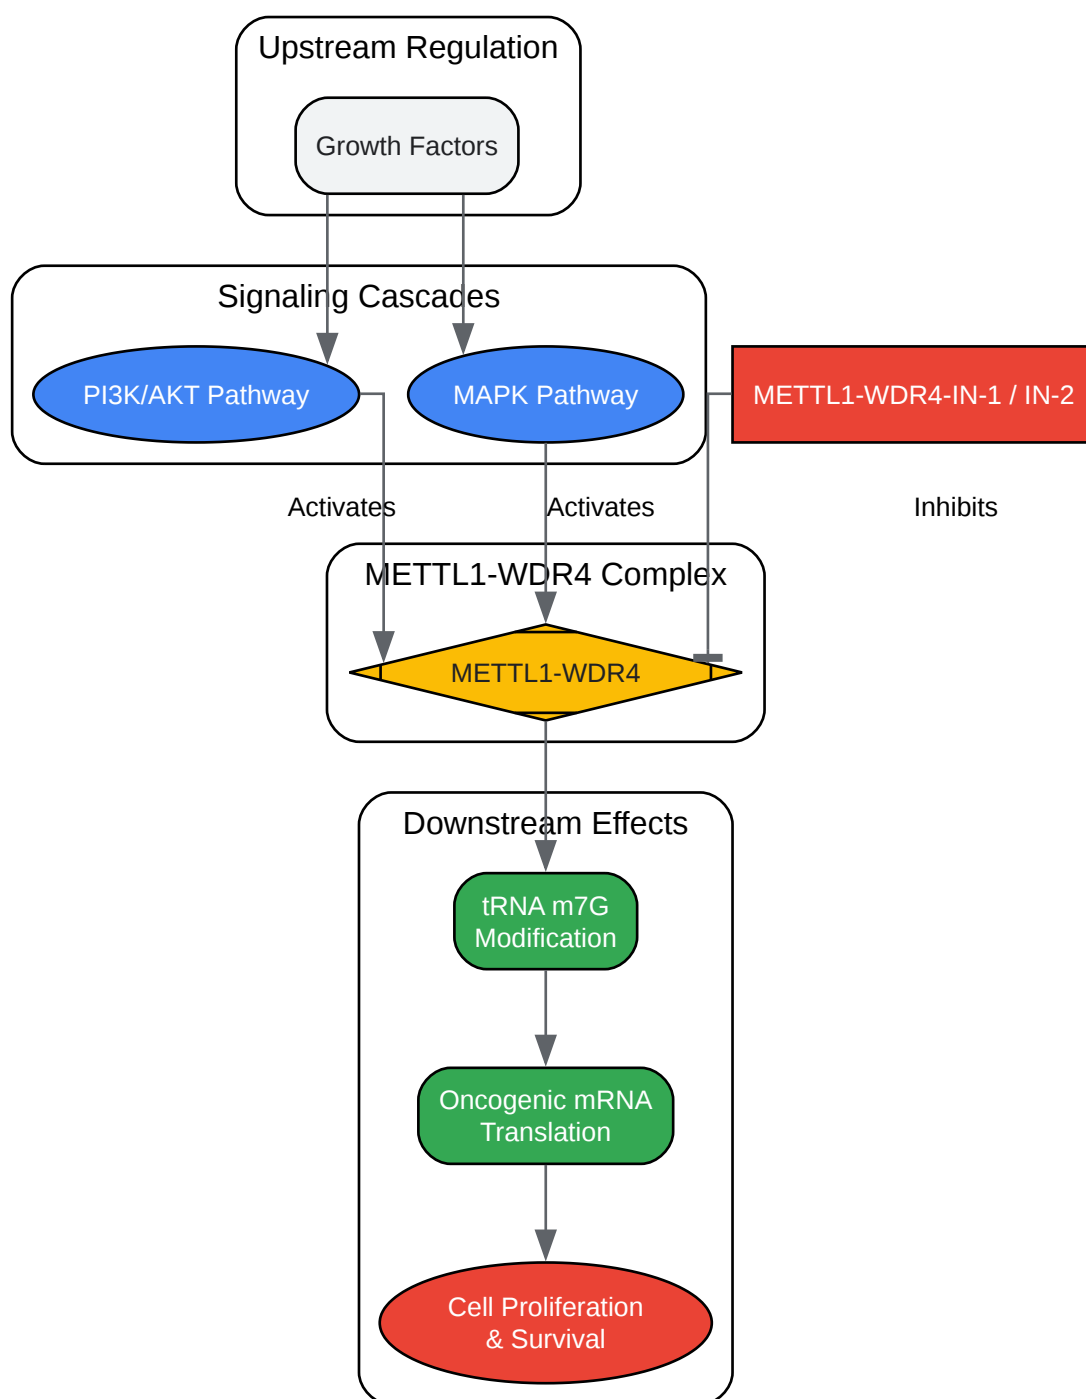 Upstream Regulation
Growth Factors
Signaling Cascades
PI3K/AKT Pathway
MAPK Pathway
METTL1-WDR4-IN-1 / IN-2
Activates
Activates
Inhibits
METTL1-WDR4 Complex
METTL1-WDR4
Downstream Effects
tRNA m7G
Modification
Oncogenic mRNA
Translation
Cell Proliferation
& Survival